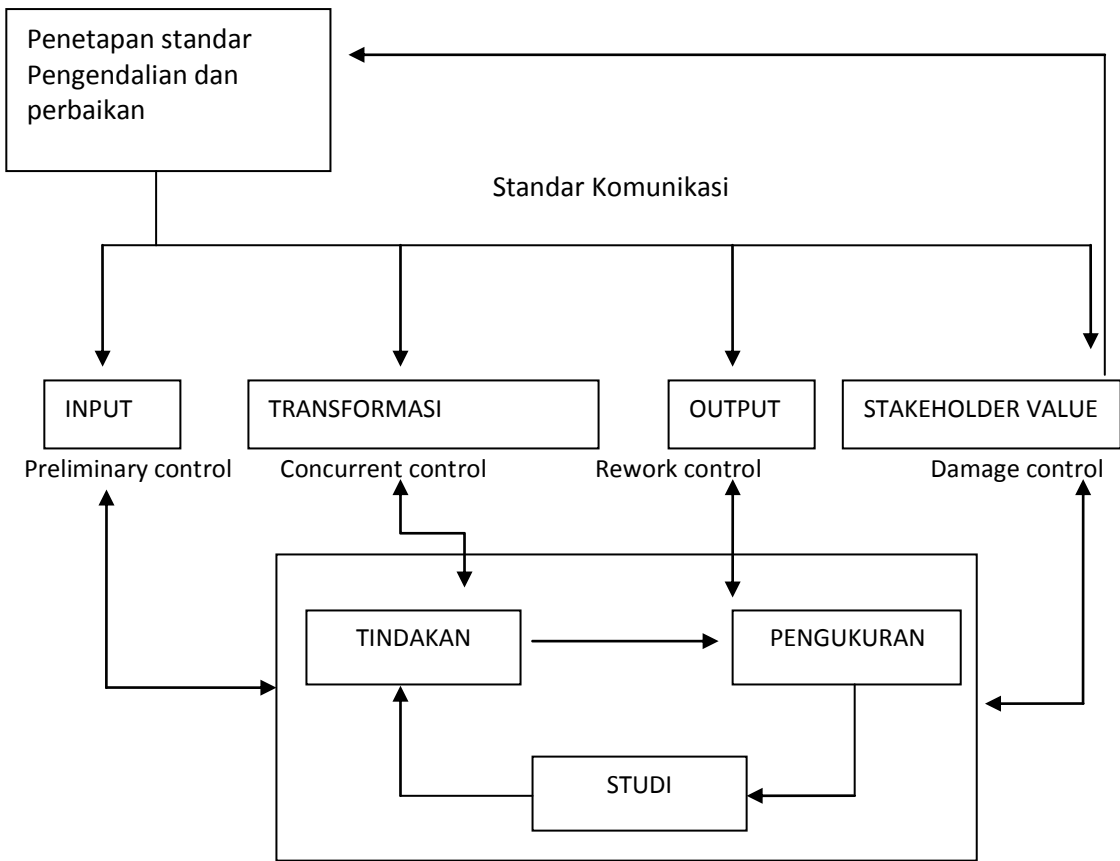 Penetapan standar
Pengendalian dan
perbaikan
Standar Komunikasi
INPUT
TRANSFORMASI
OUTPUT
STAKEHOLDER VALUE
Preliminary control
Concurrent control
Rework control
Damage control
TINDAKAN
PENGUKURAN
STUDI